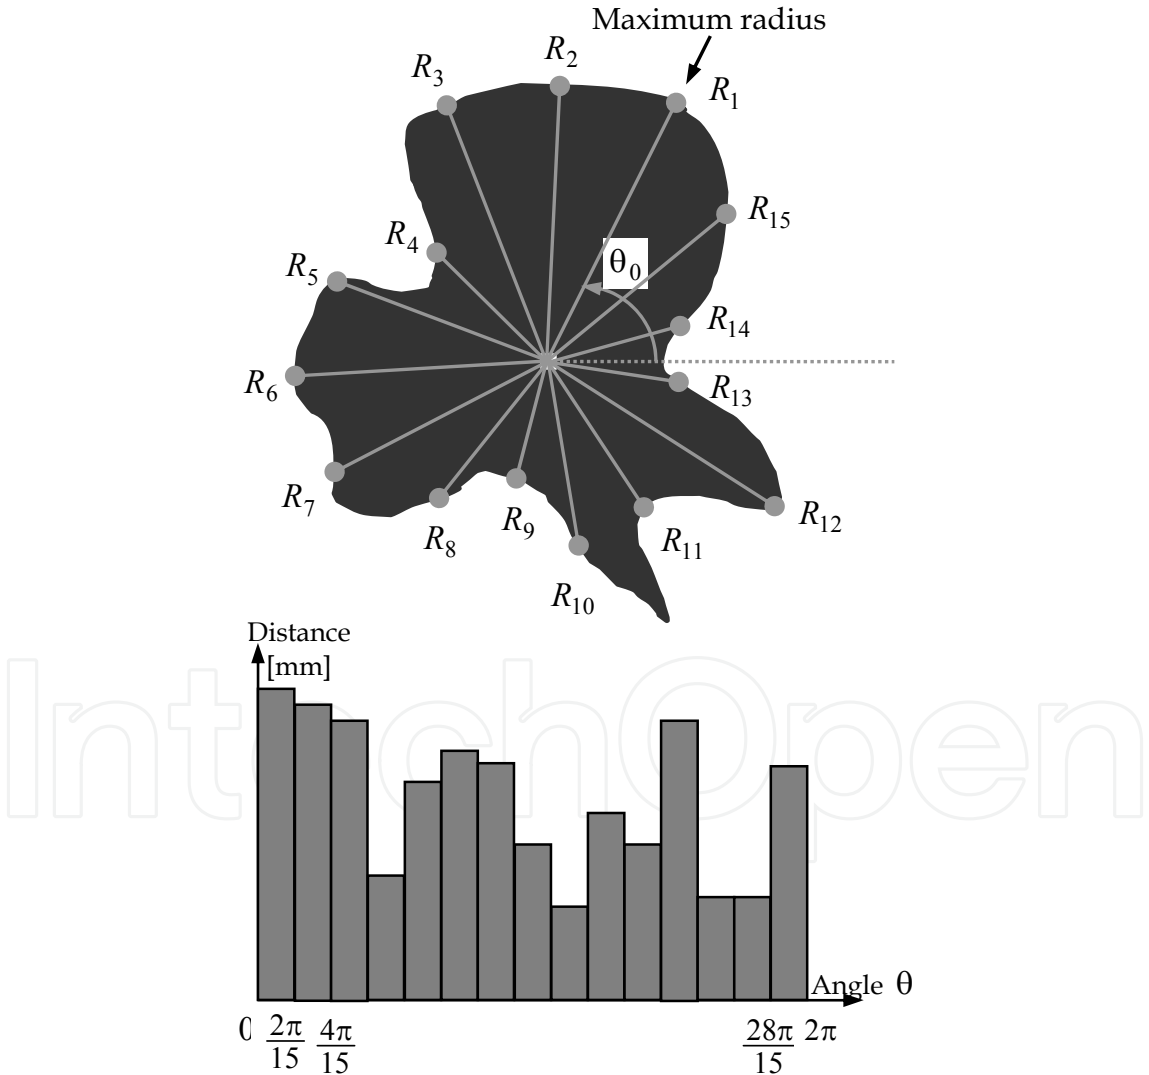 Maximum radius
R2
R3
R1
R15
R4
θ0
R5
R14
R6
R13
R7
R9
R12
R8
R11
R10
Distance
[mm]
IntechOpen
Angle θ
0 2π/15 4π/15 28π/15 2π